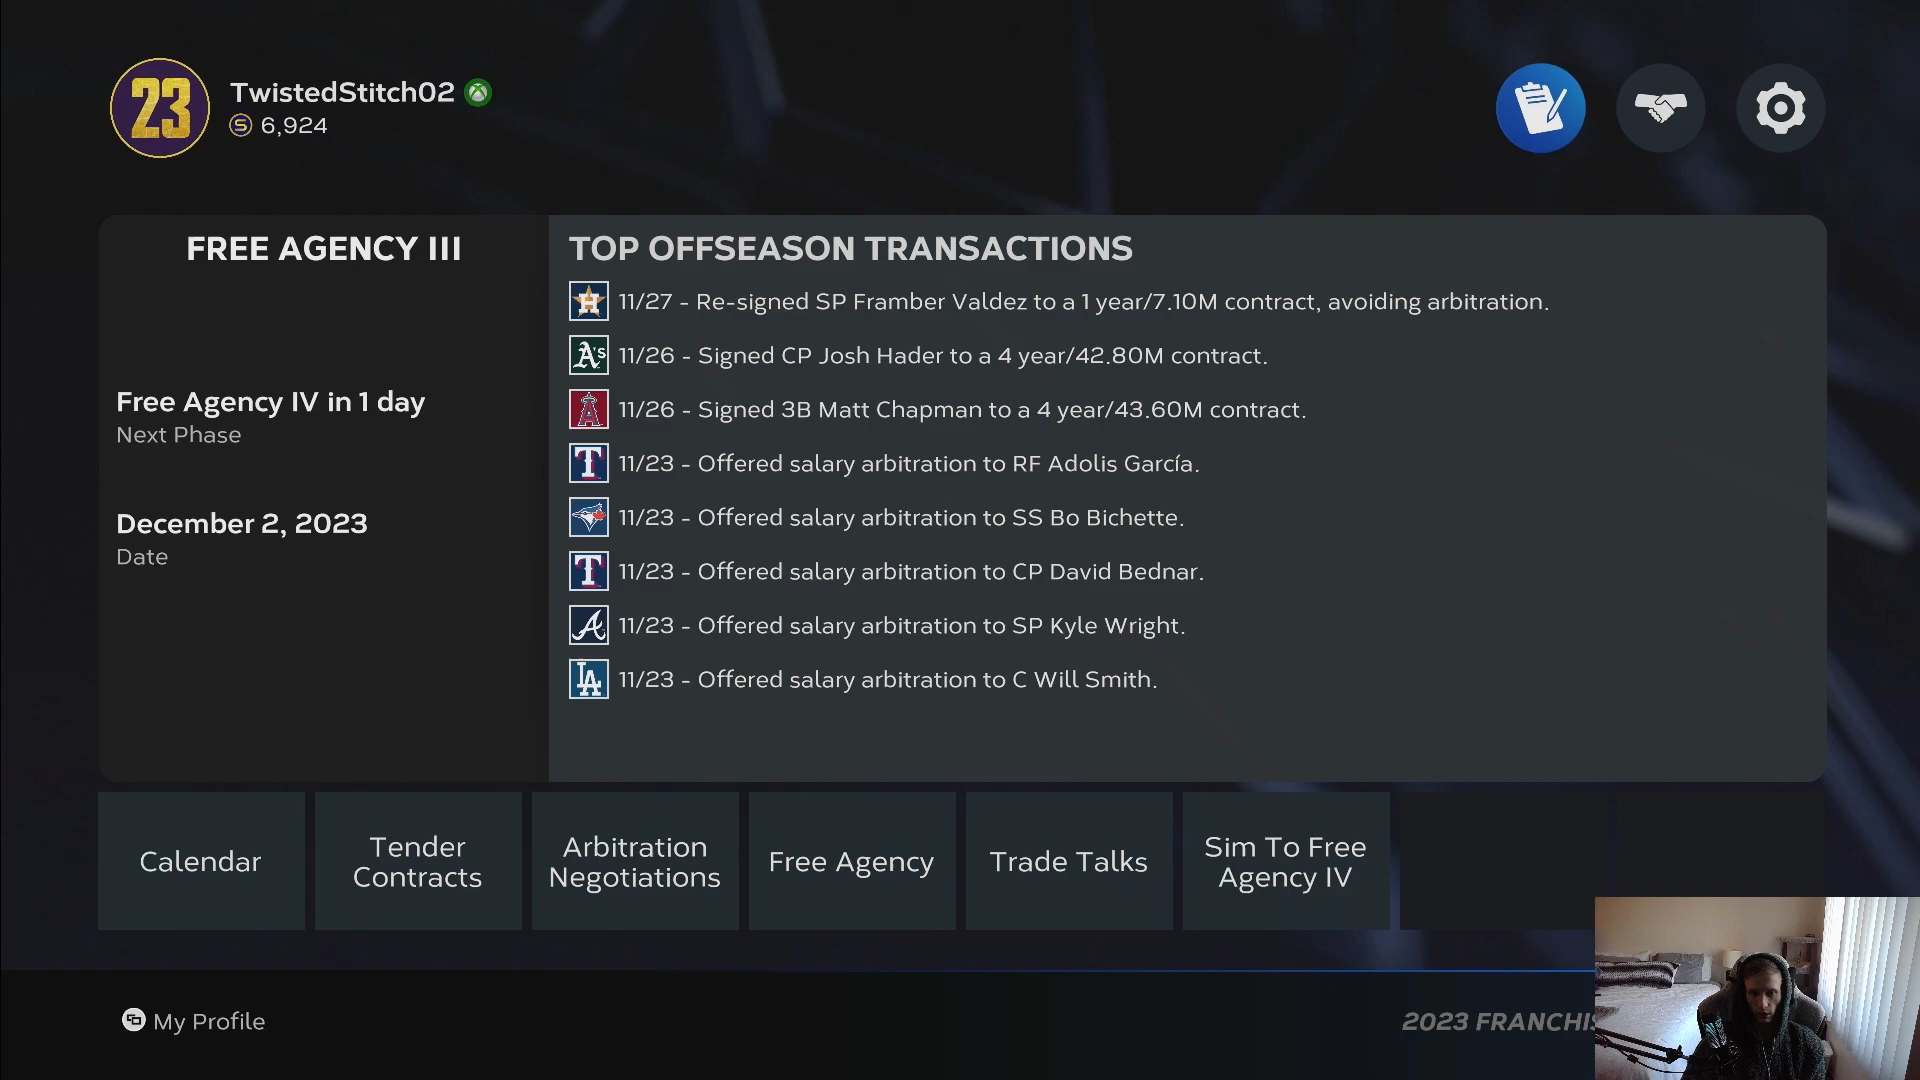 23
TwistedStitch02
S 6,924
FREE AGENCY III
Free Agency IV in 1 day
Next Phase
December 2, 2023
Date
TOP OFFSEASON TRANSACTIONS
H 11/27 - Re-signed SP Framber Valdez to a 1 year/7.10M contract, avoiding arbitration.
A's 11/26 - Signed CP Josh Hader to a 4 year/42.80M contract.
A 11/26 - Signed 3B Matt Chapman to a 4 year/43.60M contract.
T 11/23 - Offered salary arbitration to RF Adolis García.
11/23 - Offered salary arbitration to SS Bo Bichette.
T 11/23 - Offered salary arbitration to CP David Bednar.
A 11/23 - Offered salary arbitration to SP Kyle Wright.
LA 11/23 - Offered salary arbitration to C Will Smith.
Calendar
Tender
Contracts
Arbitration
Negotiations
Free Agency
Trade Talks
Sim To Free
Agency IV
My Profile
2023 FRANCHIS